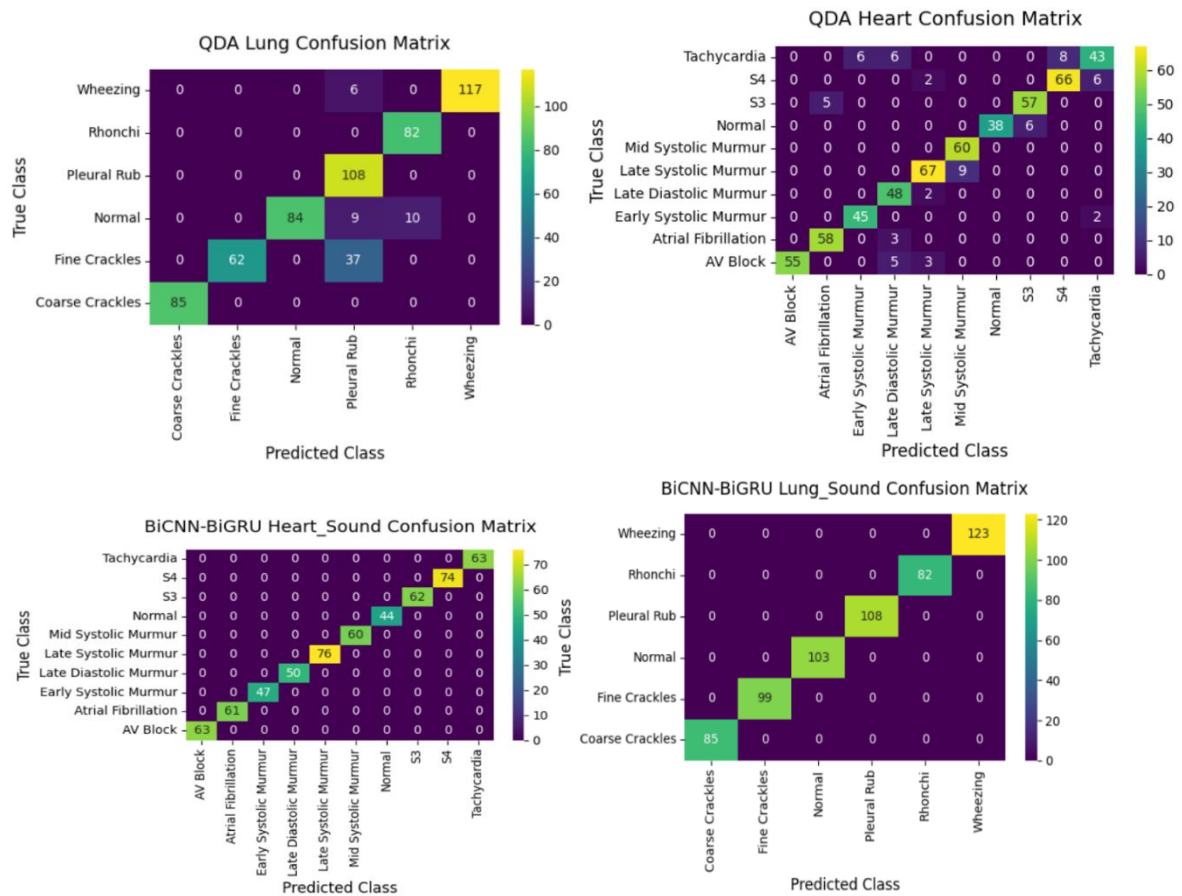 QDA Lung Confusion Matrix
True Class
Wheezing 0 0 0 6 0 117
Rhonchi 0 0 0 0 82 0
Pleural Rub 0 0 0 108 0 0
Normal 0 0 84 9 10 0
Fine Crackles 0 62 0 37 0 0
Coarse Crackles 85 0 0 0 0 0
Coarse Crackles
Fine Crackles
Normal
Pleural Rub
Rhonchi
Wheezing
Predicted Class
100
80
60
40
20
0
QDA Heart Confusion Matrix
True Class
Tachycardia 0 0 6 6 0 0 0 0 8 43
S4 0 0 0 0 2 0 0 0 66 6
S3 0 5 0 0 0 0 0 57 0 0
Normal 0 0 0 0 0 0 38 6 0 0
Mid Systolic Murmur 0 0 0 0 0 60 0 0 0 0
Late Systolic Murmur 0 0 0 0 67 9 0 0 0 0
Late Diastolic Murmur 0 0 0 48 2 0 0 0 0 0
Early Systolic Murmur 0 0 45 0 0 0 0 0 0 2
Atrial Fibrillation 0 58 0 3 0 0 0 0 0 0
AV Block 55 0 0 5 3 0 0 0 0 0
AV Block
Atrial Fibrillation
Early Systolic Murmur
Late Diastolic Murmur
Late Systolic Murmur
Mid Systolic Murmur
Normal
S3
S4
Tachycardia
Predicted Class
60
50
40
30
20
10
0
BiCNN-BiGRU Heart_Sound Confusion Matrix
True Class
Tachycardia 0 0 0 0 0 0 0 0 0 63
S4 0 0 0 0 0 0 0 0 74 0
S3 0 0 0 0 0 0 0 62 0 0
Normal 0 0 0 0 0 0 44 0 0 0
Mid Systolic Murmur 0 0 0 0 0 60 0 0 0 0
Late Systolic Murmur 0 0 0 0 76 0 0 0 0 0
Late Diastolic Murmur 0 0 0 50 0 0 0 0 0 0
Early Systolic Murmur 0 0 47 0 0 0 0 0 0 0
Atrial Fibrillation 0 61 0 0 0 0 0 0 0 0
AV Block 63 0 0 0 0 0 0 0 0 0
AV Block
Atrial Fibrillation
Early Systolic Murmur
Late Diastolic Murmur
Late Systolic Murmur
Mid Systolic Murmur
Normal
S3
S4
Tachycardia
Predicted Class
70
60
50
40
30
20
10
0
True Class
BiCNN-BiGRU Lung_Sound Confusion Matrix
True Class
Wheezing 0 0 0 0 0 123
Rhonchi 0 0 0 0 82 0
Pleural Rub 0 0 0 108 0 0
Normal 0 0 103 0 0 0
Fine Crackles 0 99 0 0 0 0
Coarse Crackles 85 0 0 0 0 0
Coarse Crackles
Fine Crackles
Normal
Pleural Rub
Rhonchi
Wheezing
Predicted Class
120
100
80
60
40
20
0